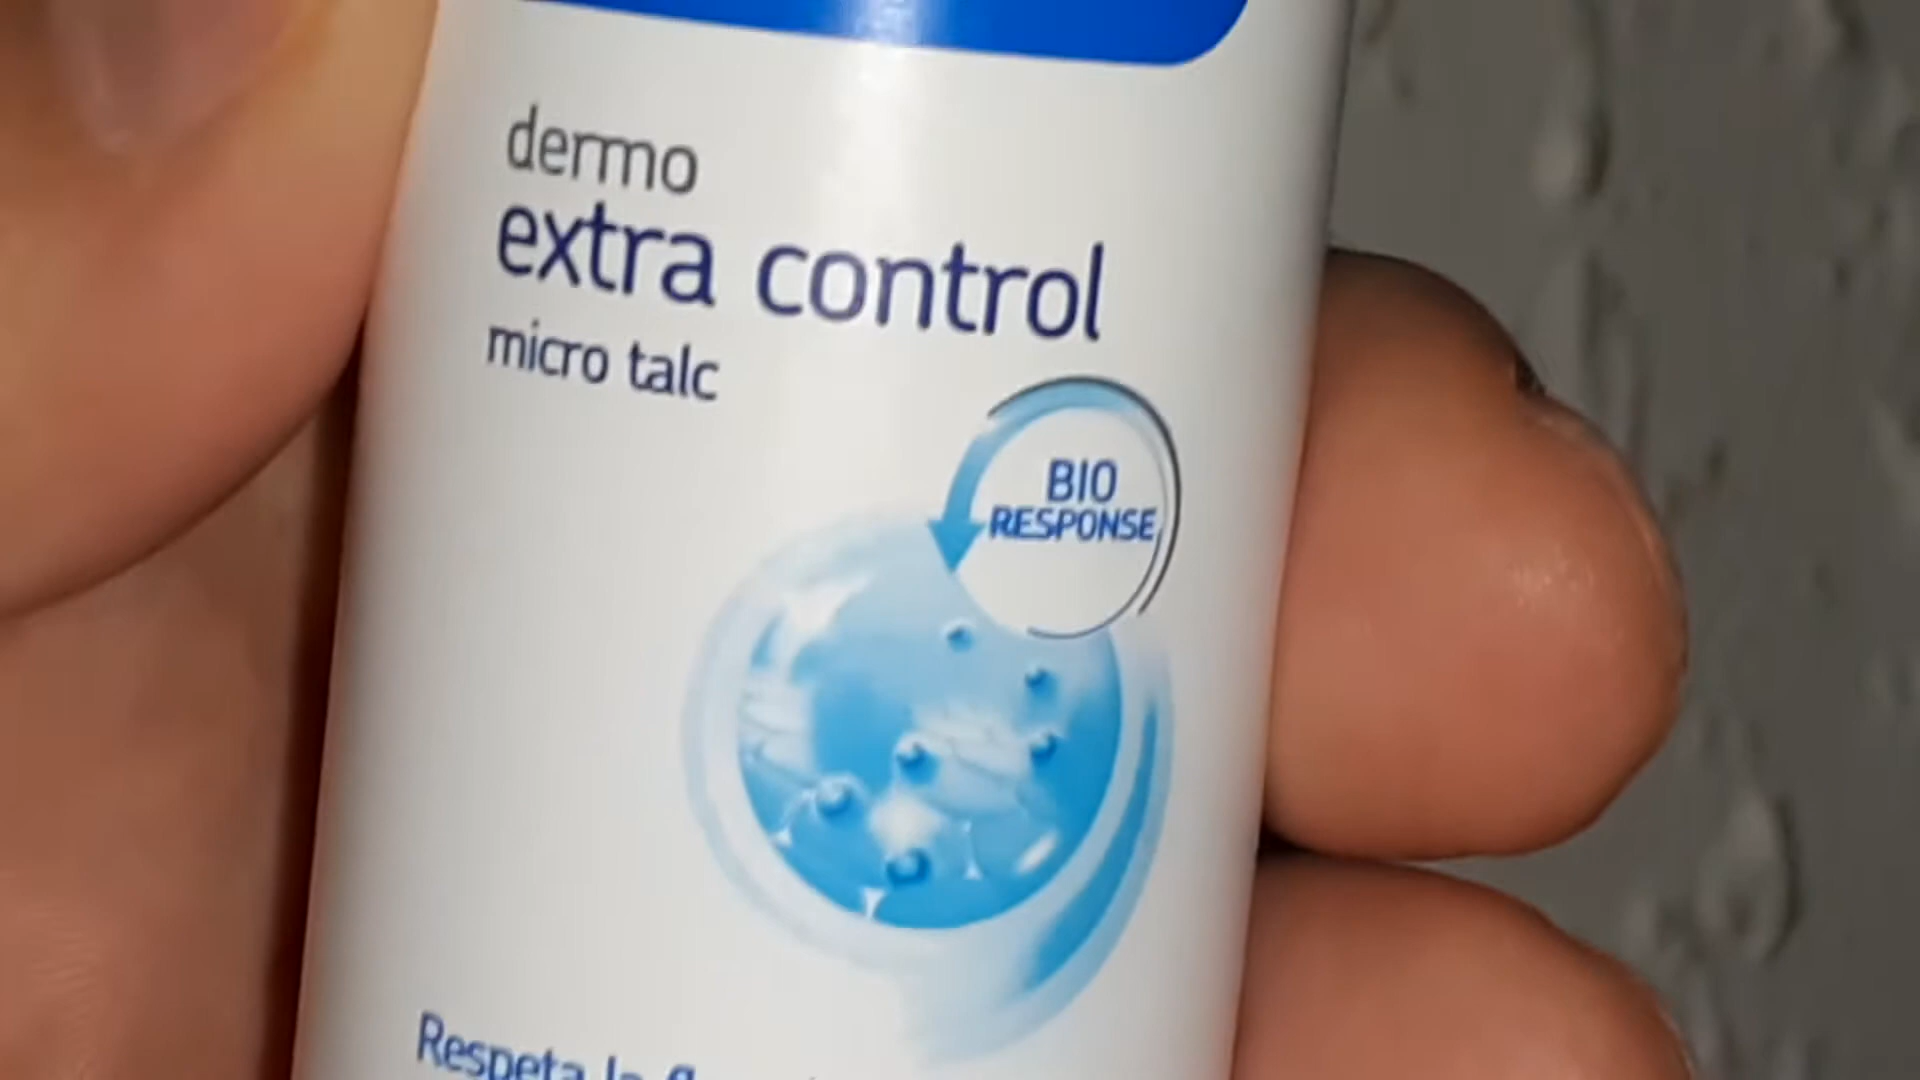 dermo
extra control
micro talc
BIO
RESPONSE
Respeta la